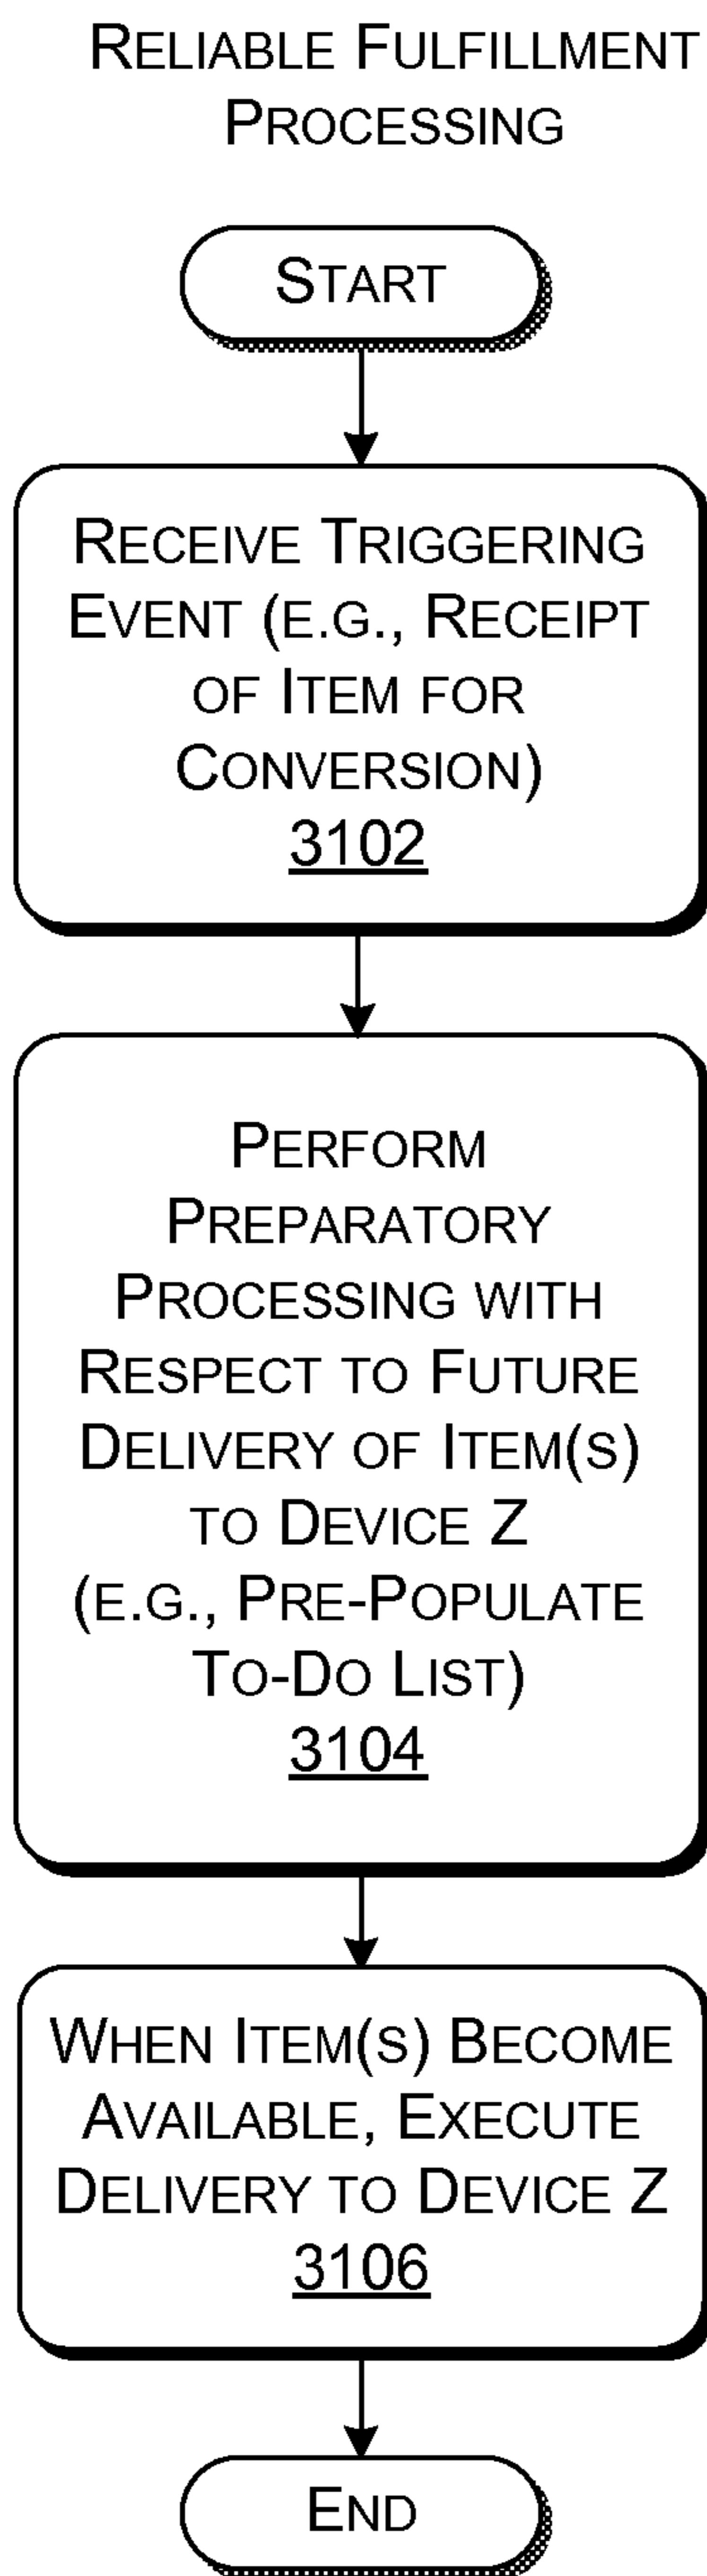 RELIABLE FULFILLMENT
PROCESSING
START
RECEIVE TRIGGERING
EVENT (E.G., RECEIPT
OF ITEM FOR
CONVERSION)
3102
PERFORM
PREPARATORY
PROCESSING WITH
RESPECT TO FUTURE
DELIVERY OF ITEM(S)
TO DEVICE Z
(E.G., PRE-POPULATE
TO-DO LIST)
3104
WHEN ITEM(S) BECOME
AVAILABLE, EXECUTE
DELIVERY TO DEVICE Z
3106
END